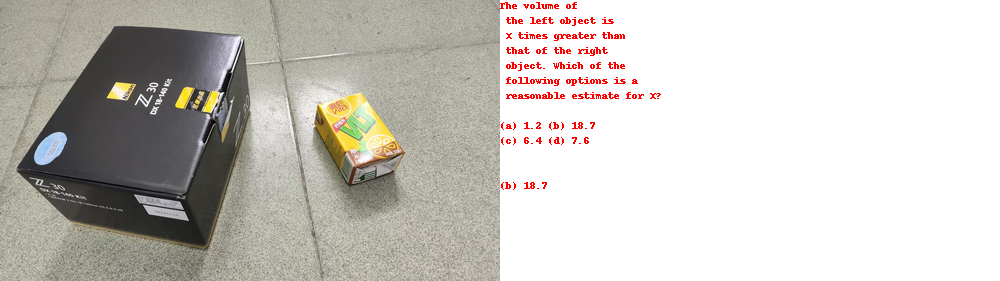 Nikon
Z 30
DX 18-140 Kit
VLT
Z 30
DX 18-140 Kit
The volume of
the left object is
X times greater than
that of the right
object. Which of the
following options is a
reasonable estimate for X?
(a) 1.2 (b) 18.7
(c) 6.4 (d) 7.6
(b) 18.7